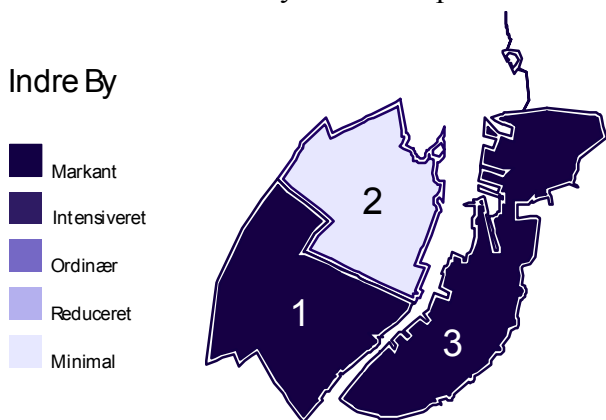 Indre By
Markant
Intensiveret
Ordinær
Reduceret
Minimal
2
1
3